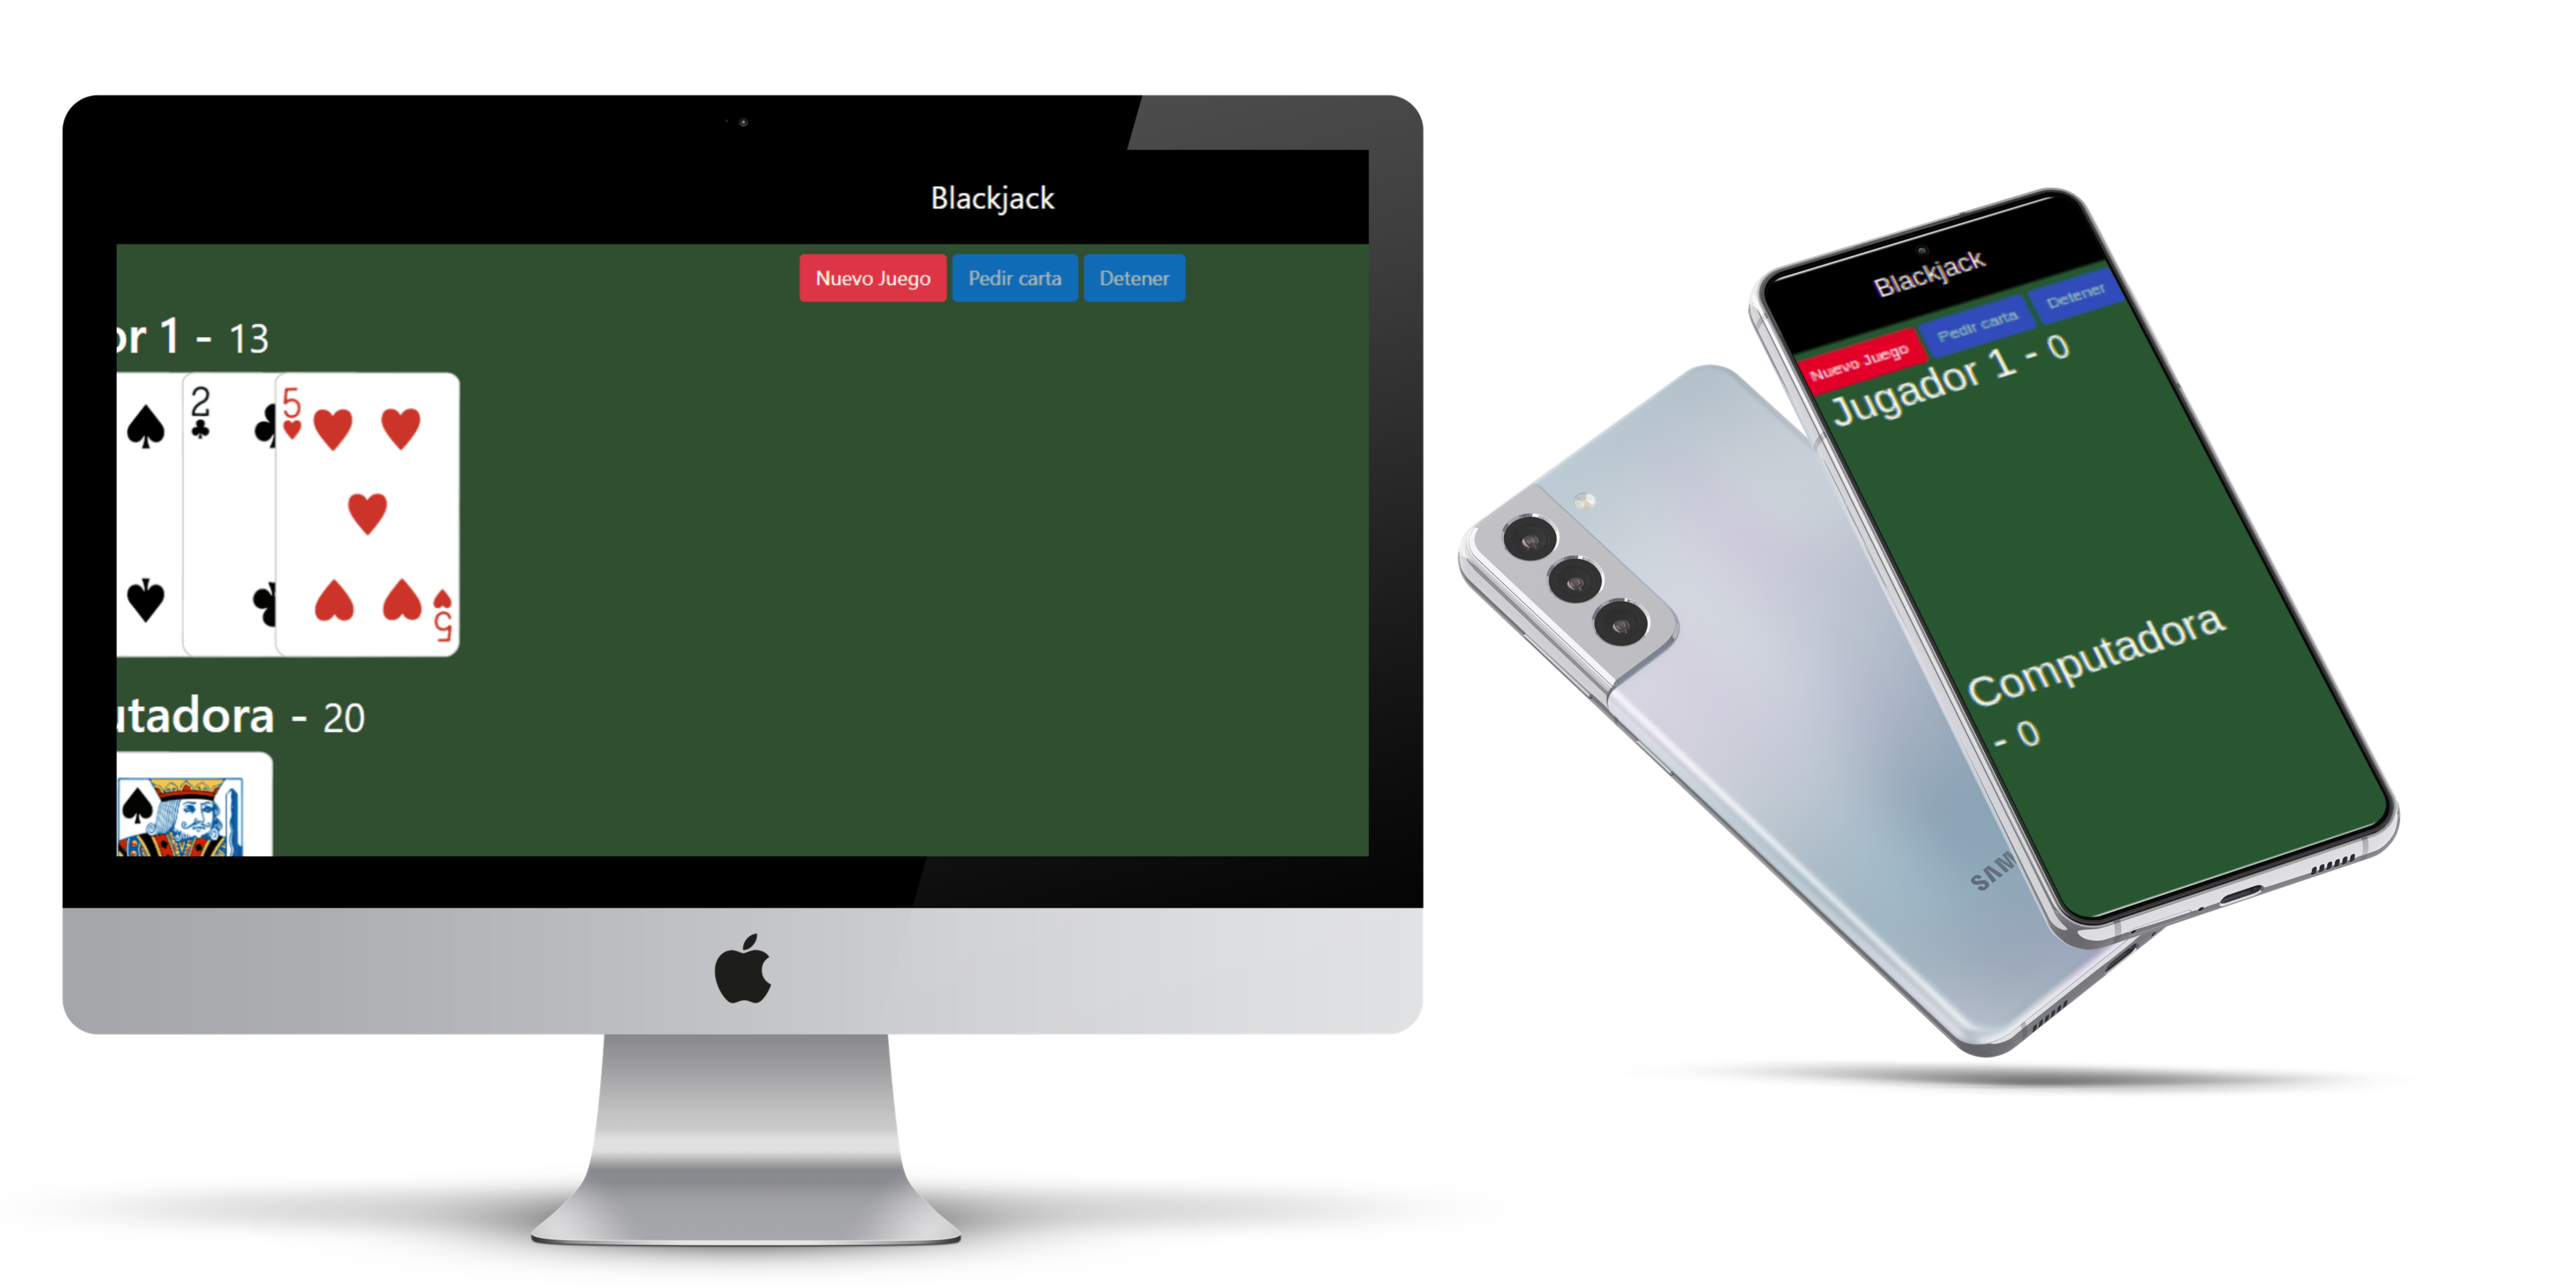 Blackjack
Nuevo Juego Pedir carta Detener
or 1 - 13
2
5
5
utadora - 20
Blackjack
Nuevo Juego Pedir carta Detener
Jugador 1 - 0
Computadora
- 0
SAM